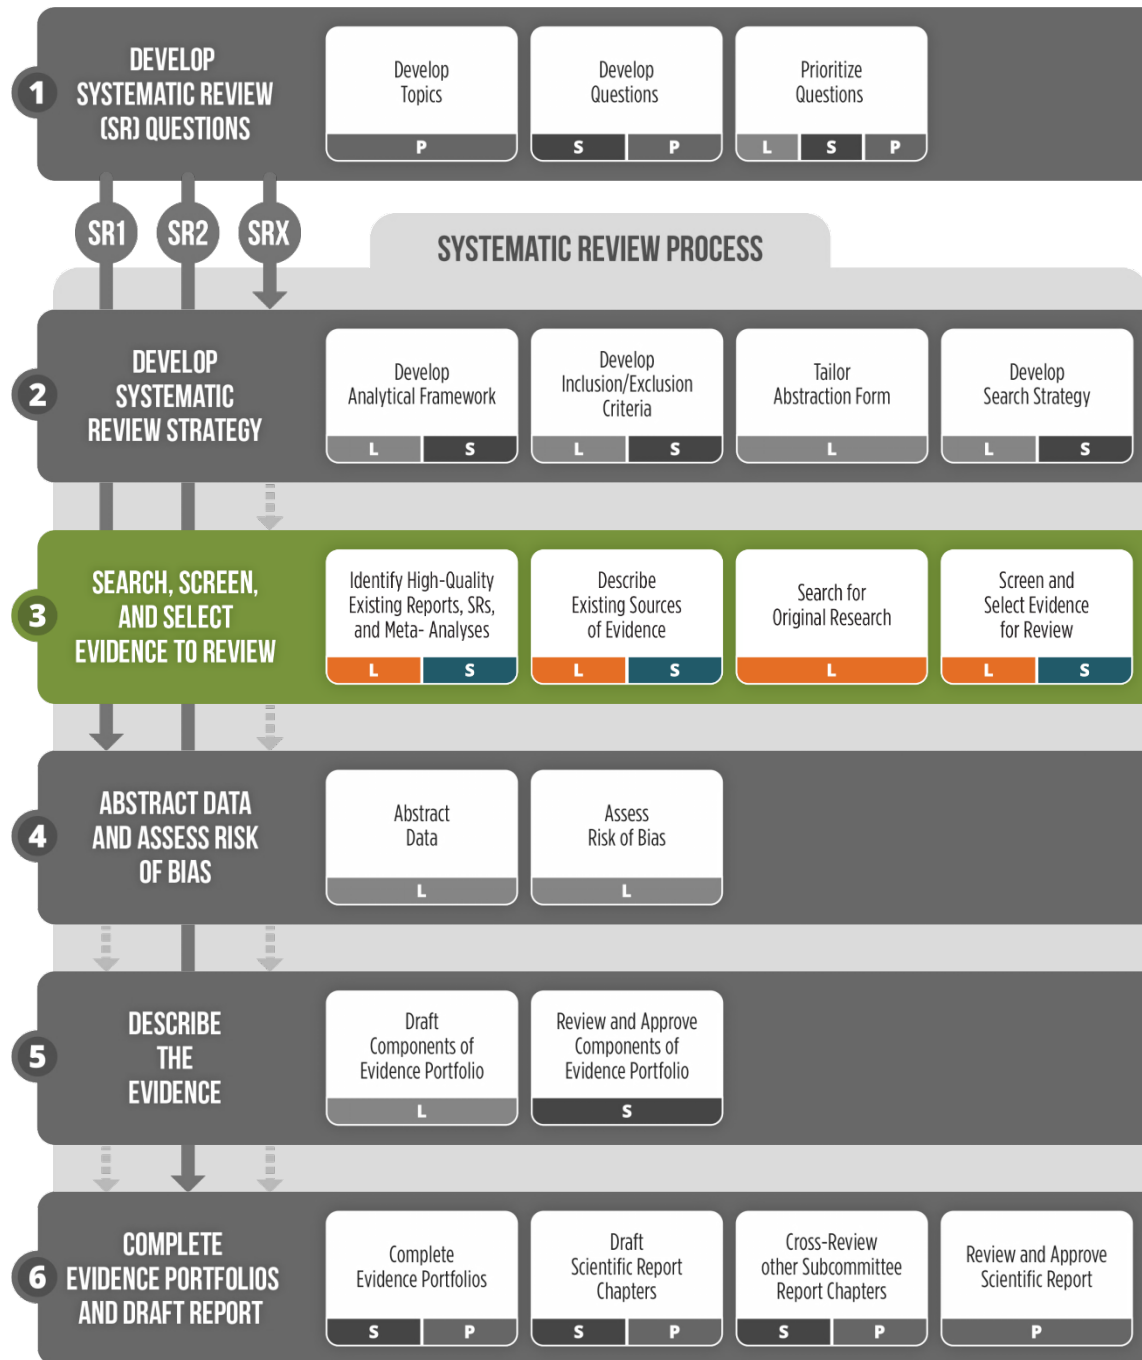 1
DEVELOP
SYSTEMATIC REVIEW
(SR) QUESTIONS
Develop
Topics
P
Develop
Questions
S P
Prioritize
Questions
L S P
SR1 SR2 SRX
SYSTEMATIC REVIEW PROCESS
2
DEVELOP
SYSTEMATIC
REVIEW STRATEGY
Develop
Analytical Framework
L S
Develop
Inclusion/Exclusion
Criteria
L S
Tailor
Abstraction Form
L
Develop
Search Strategy
L S
3
SEARCH, SCREEN,
AND SELECT
EVIDENCE TO REVIEW
Identify High-Quality
Existing Reports, SRs,
and Meta- Analyses
L S
Describe
Existing Sources
of Evidence
L S
Search for
Original Research
L
Screen and
Select Evidence
for Review
L S
4
ABSTRACT DATA
AND ASSESS RISK
OF BIAS
Abstract
Data
L
Assess
Risk of Bias
L
5
DESCRIBE
THE
EVIDENCE
Draft
Components of
Evidence Portfolio
L
Review and Approve
Components of
Evidence Portfolio
S
6
COMPLETE
EVIDENCE PORTFOLIOS
AND DRAFT REPORT
Complete
Evidence Portfolios
S P
Draft
Scientific Report
Chapters
S P
Cross-Review
other Subcommittee
Report Chapters
S P
Review and Approve
Scientific Report
P